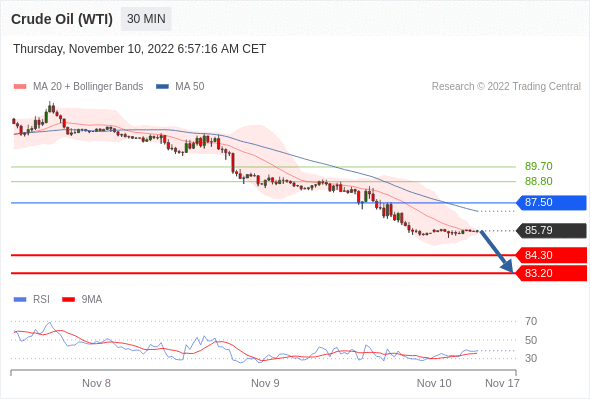 Crude Oil (WTI) 30 MIN
Thursday, November 10, 2022 6:57:16 AM CET
MA 20 + Bollinger Bands MA 50 Research © 2022 Trading Central
89.70
88.80
87.50
85.79
84.30
83.20
RSI 9MA
70
50
30
Nov 8 Nov 9 Nov 10 Nov 17